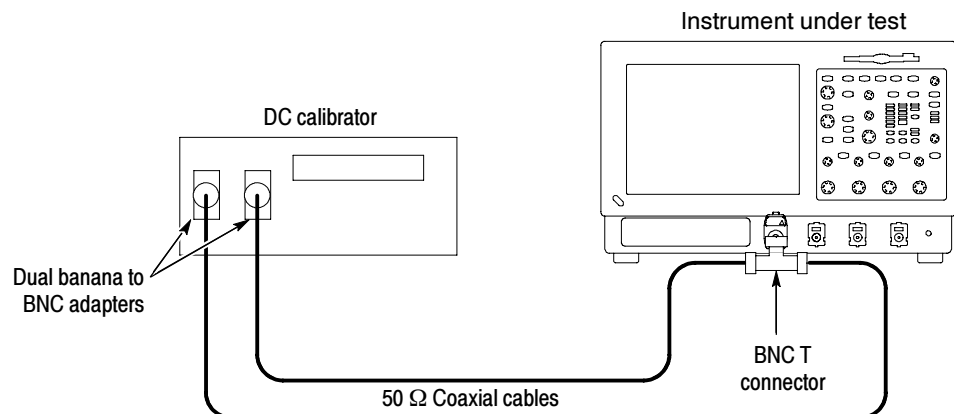 Instrument under test
DC calibrator
Dual banana to
BNC adapters
BNC T
connector
50 Ω Coaxial cables